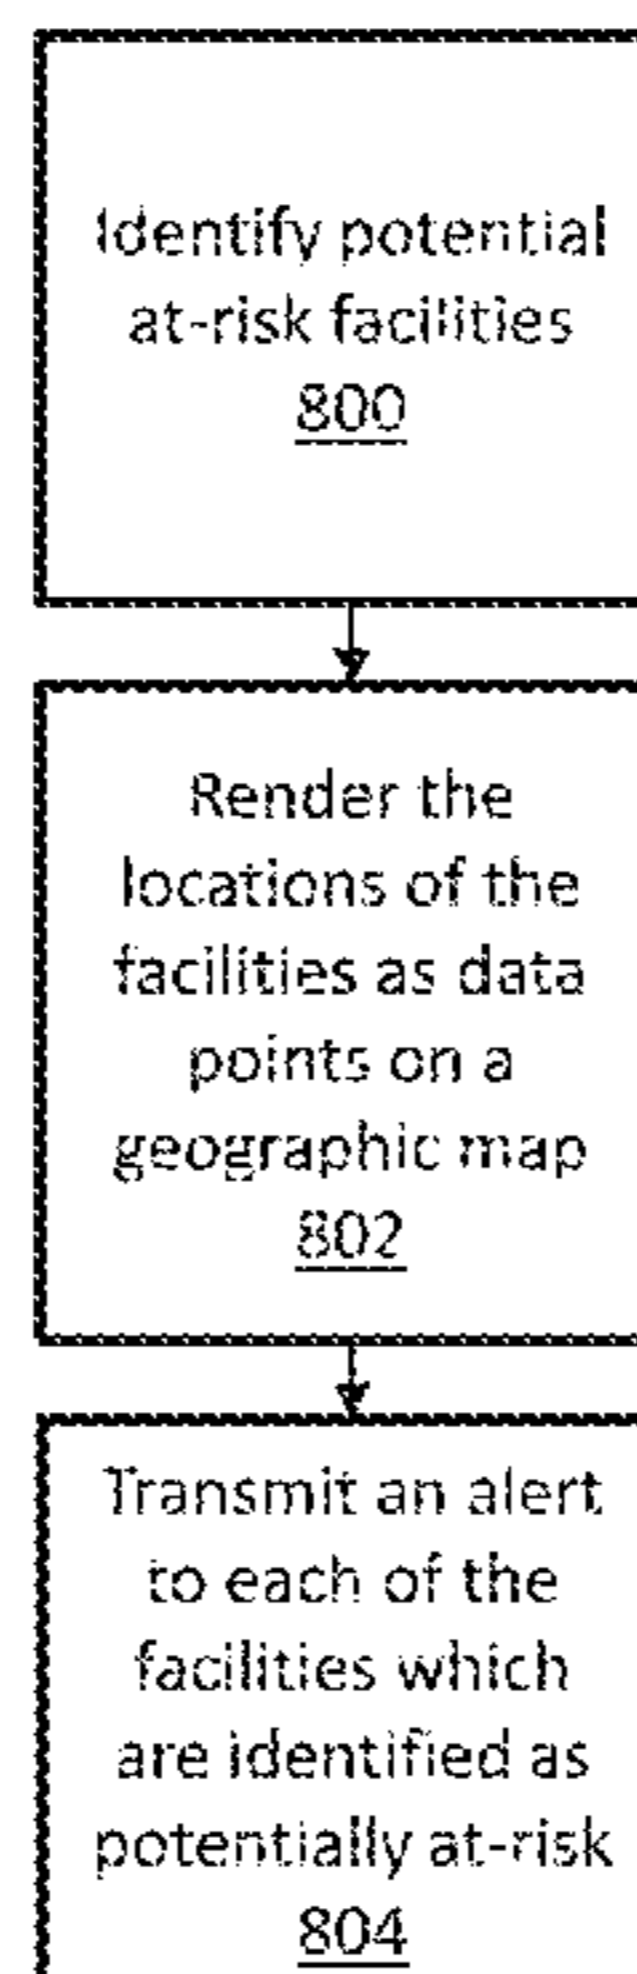 Identify potential
at-risk facilities
800
Render the
locations of the
facilities as data
points on a
geographic map
802
Transmit an alert
to each of the
facilities which
are identified as
potentially at-risk
804